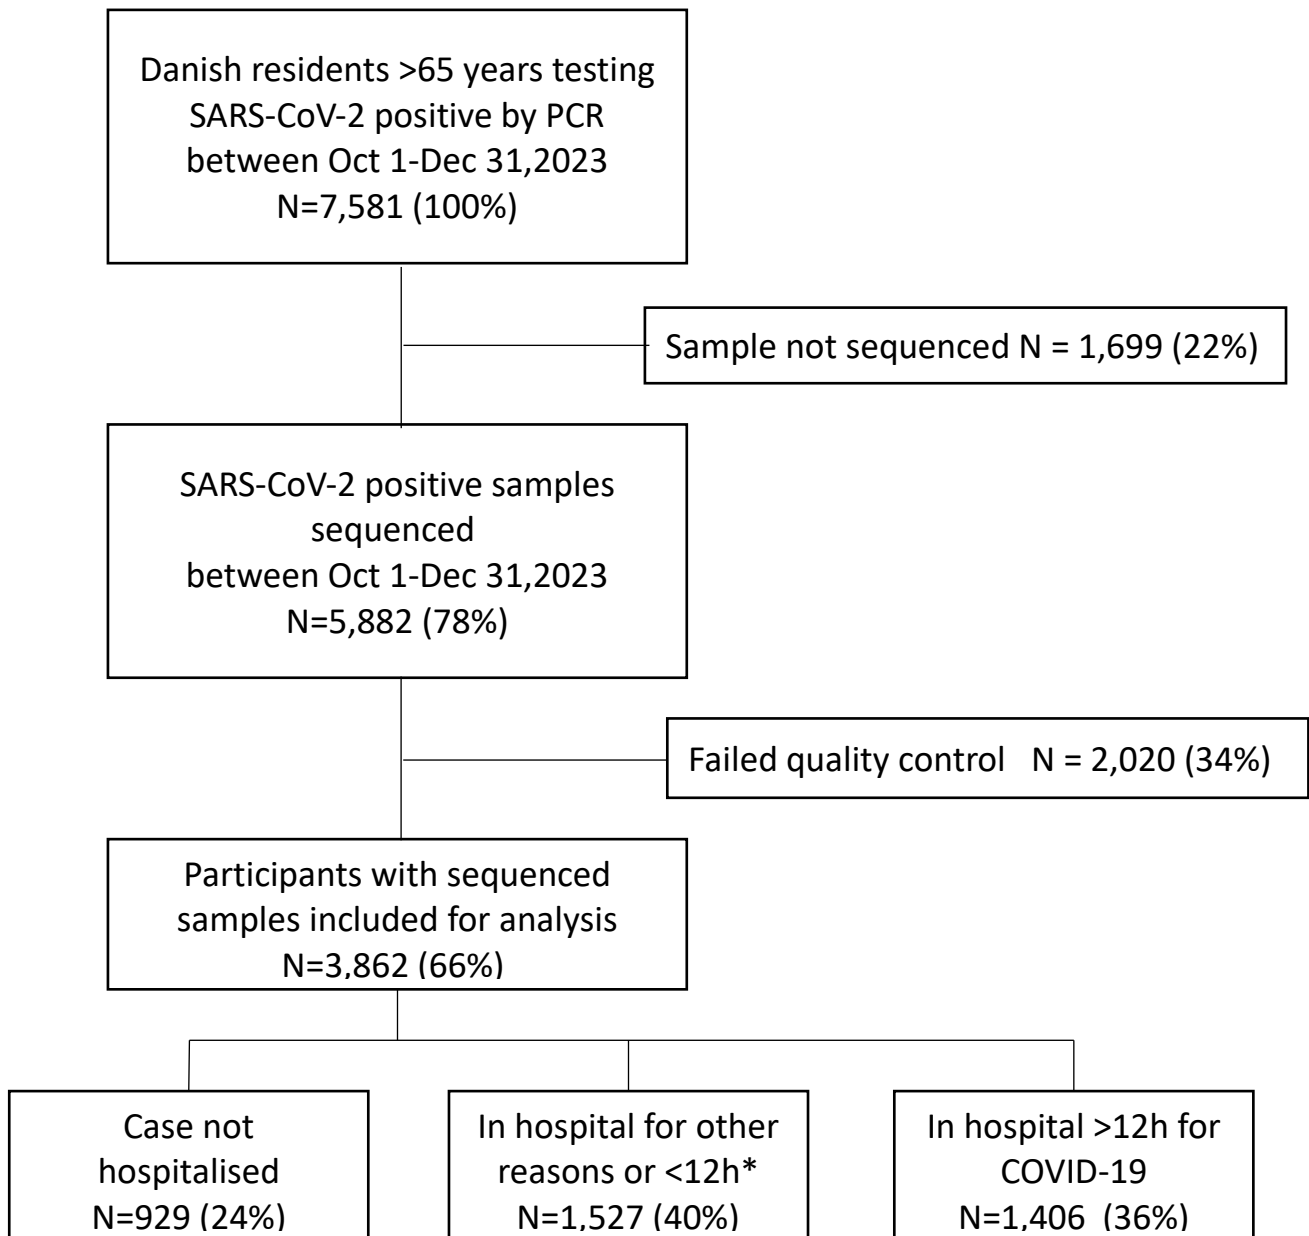 Danish residents >65 years testing
SARS-CoV-2 positive by PCR
between Oct 1-Dec 31,2023
N=7,581 (100%)
Sample not sequenced N = 1,699 (22%)
SARS-CoV-2 positive samples
sequenced
between Oct 1-Dec 31,2023
N=5,882 (78%)
Failed quality control N = 2,020 (34%)
Participants with sequenced
samples included for analysis
N=3,862 (66%)
Case not
hospitalised
N=929 (24%)
In hospital for other
reasons or <12h*
N=1,527 (40%)
In hospital >12h for
COVID-19
N=1,406 (36%)